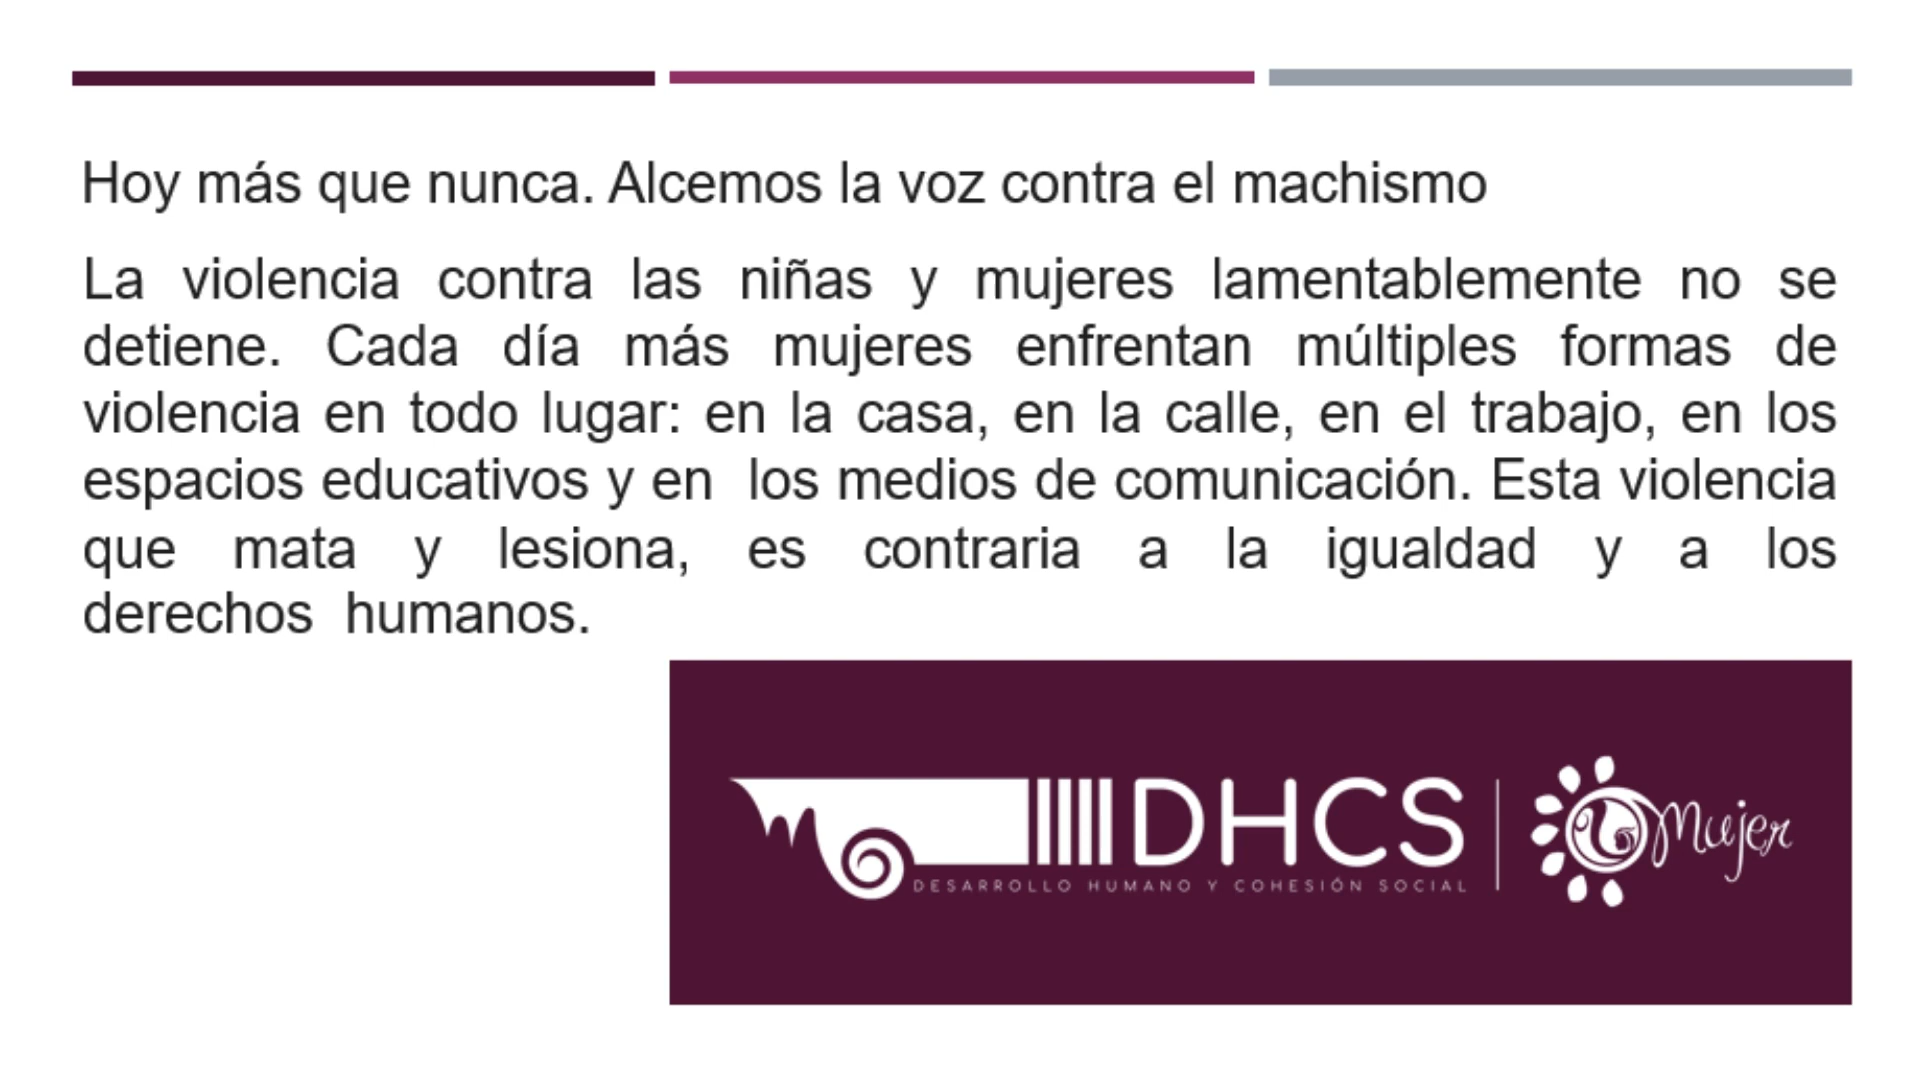 Hoy más que nunca. Alcemos la voz contra el machismo
La violencia contra las niñas y mujeres lamentablemente no se
detiene. Cada día más mujeres enfrentan múltiples formas de
violencia en todo lugar: en la casa, en la calle, en el trabajo, en los
espacios educativos y en los medios de comunicación. Esta violencia
que mata y lesiona, es contraria a la igualdad y a los
derechos humanos.
DHCS
DESARROLLO HUMANO Y COHESIÓN SOCIAL
Mujer